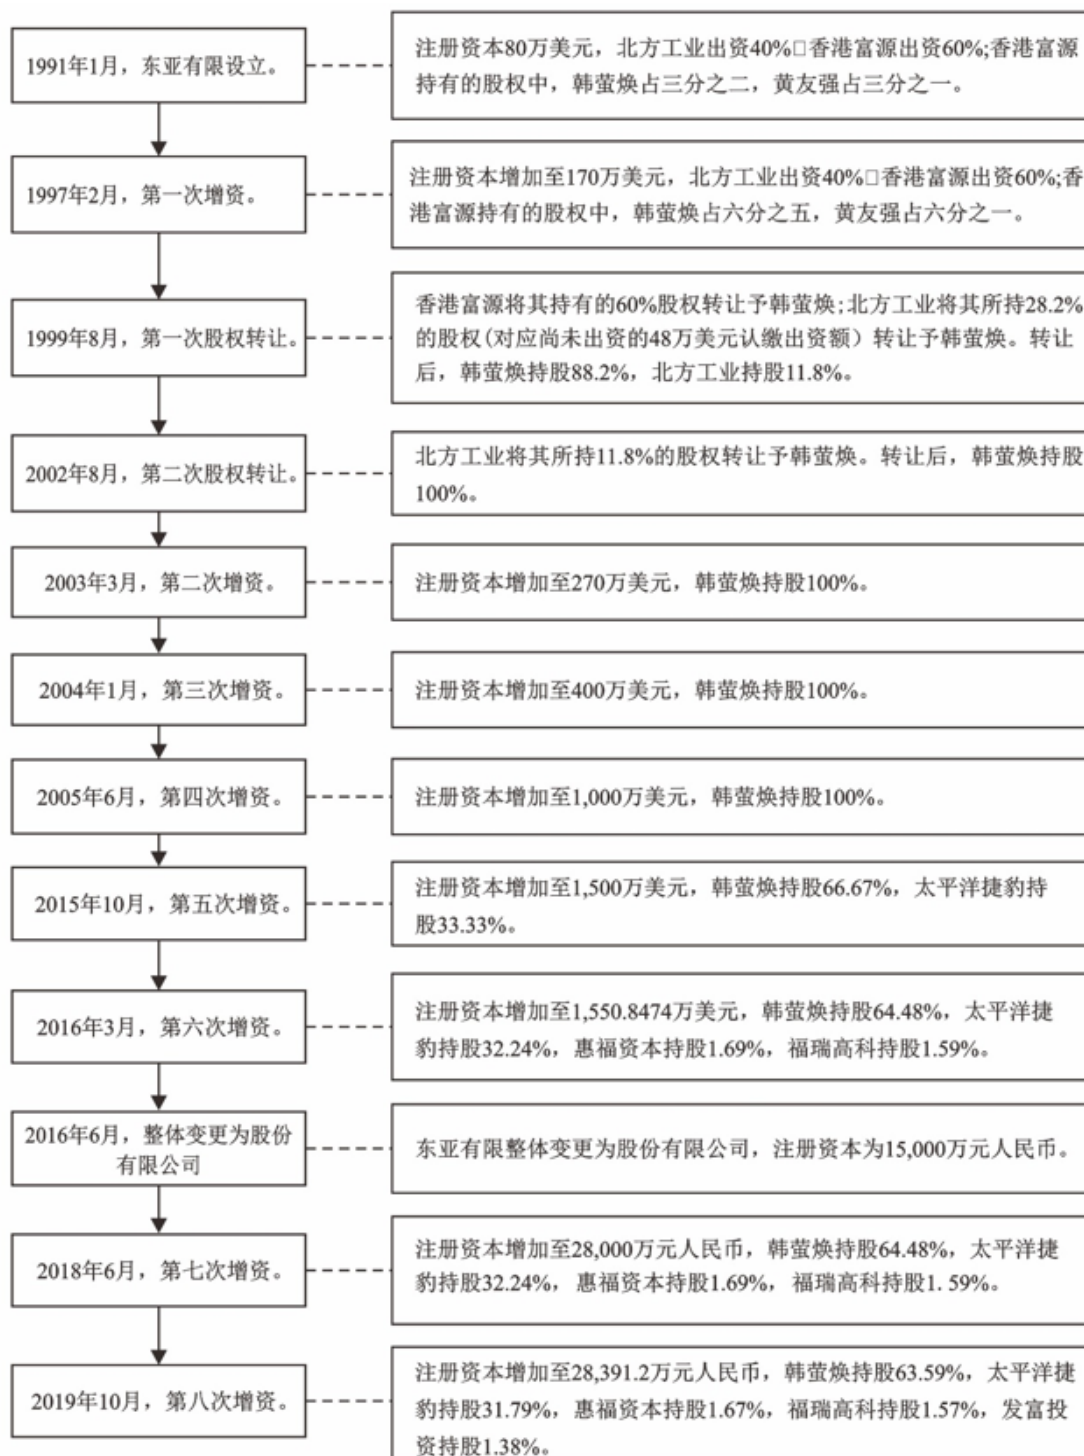 1991年1月，东亚有限设立。
注册资本80万美元，北方工业出资40%□香港富源出资60%;香港富源
持有的股权中，韩萤焕占三分之二，黄友强占三分之一。
1997年2月，第一次增资。
注册资本增加至170万美元，北方工业出资40%□香港富源出资60%;香
港富源持有的股权中，韩萤焕占六分之五，黄友强占六分之一。
1999年8月，第一次股权转让。
香港富源将其持有的60%股权转让予韩萤焕;北方工业将其所持28.2%
的股权(对应尚未出资的48万美元认缴出资额）转让予韩萤焕。转让
后，韩萤焕持股88.2%，北方工业持股11.8%。
2002年8月，第二次股权转让。
北方工业将其所持11.8%的股权转让予韩萤焕。转让后，韩萤焕持股
100%。
2003年3月，第二次增资。
注册资本增加至270万美元，韩萤焕持股100%。
2004年1月，第三次增资。
注册资本增加至400万美元，韩萤焕持股100%。
2005年6月，第四次增资。
注册资本增加至1,000万美元，韩萤焕持股100%。
2015年10月，第五次增资。
注册资本增加至1,500万美元，韩萤焕持股66.67%，太平洋捷豹持
股33.33%。
2016年3月，第六次增资。
注册资本增加至1,550.8474万美元，韩萤焕持股64.48%，太平洋捷
豹持股32.24%，惠福资本持股1.69%，福瑞高科持股1.59%。
2016年6月，整体变更为股份
有限公司
东亚有限整体变更为股份有限公司，注册资本为15,000万元人民币。
2018年6月，第七次增资。
注册资本增加至28,000万元人民币，韩萤焕持股64.48%，太平洋捷
豹持股32.24%， 惠福资本持股1.69%， 福瑞高科持股1. 59%。
2019年10月，第八次增资。
注册资本增加至28,391.2万元人民币，韩萤焕持股63.59%，太平洋捷
豹持股31.79%，惠福资本持股1.67%，福瑞高科持股1.57%，发富投
资持股1.38%。